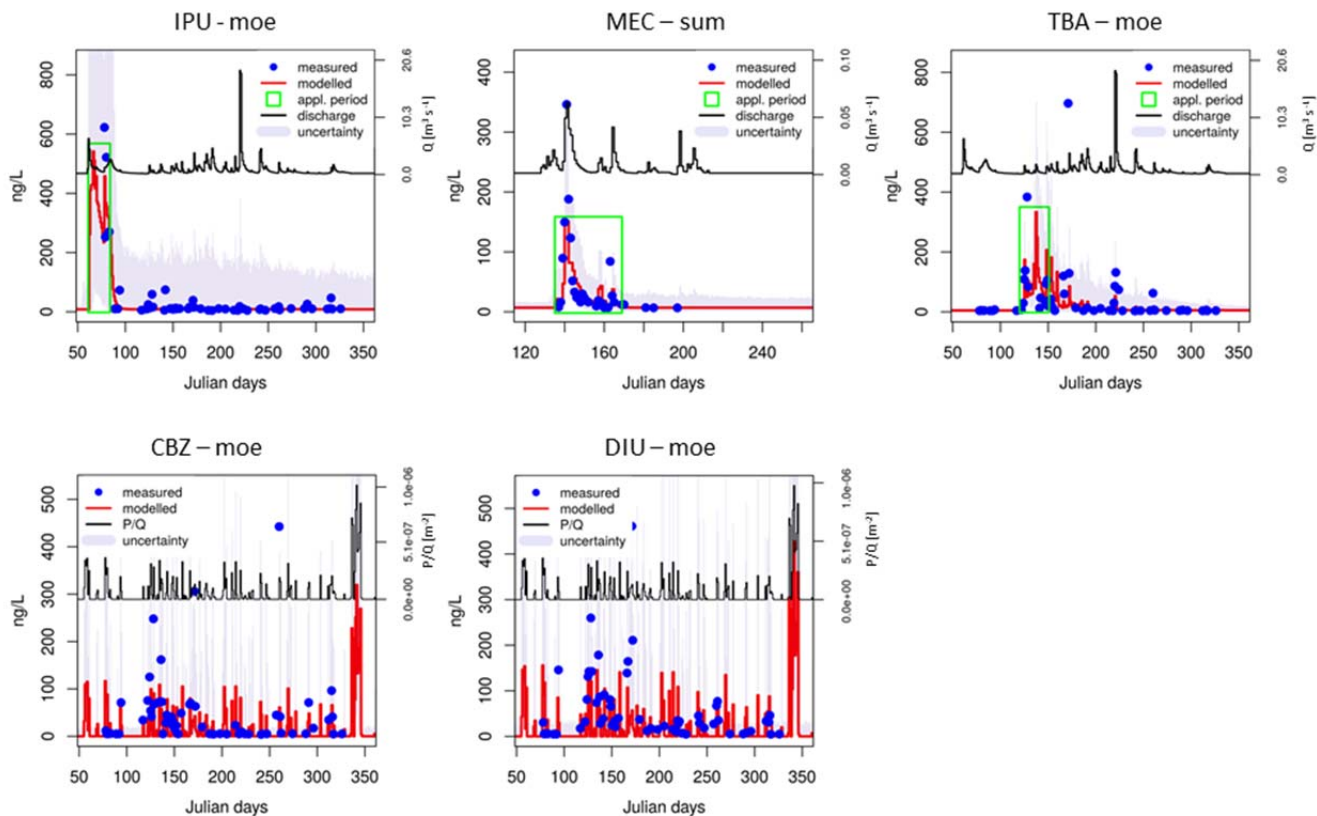 IPU - moe
800
600
400
200
0
ng/L
measured
modelled
appl. period
discharge
uncertainty
20.6
10.3
0.0
Q [m³ s⁻¹]
50 100 150 200 250 300 350
Julian days
MEC – sum
400
300
200
100
0
ng/L
measured
modelled
appl. period
discharge
uncertainty
0.10
0.05
0.00
Q [m³ s⁻¹]
120 160 200 240
Julian days
TBA – moe
800
600
400
200
0
ng/L
measured
modelled
appl. period
discharge
uncertainty
20.6
10.3
0.0
Q [m³ s⁻¹]
50 100 150 200 250 300 350
Julian days
CBZ – moe
500
400
300
200
100
0
ng/L
measured
modelled
P/Q
uncertainty
1.0e-06
5.1e-07
0.0e+00
P/Q [m⁻²]
50 100 150 200 250 300 350
Julian days
DIU – moe
500
400
300
200
100
0
ng/L
measured
modelled
P/Q
uncertainty
1.0e-06
5.1e-07
0.0e+00
P/Q [m⁻²]
50 100 150 200 250 300 350
Julian days